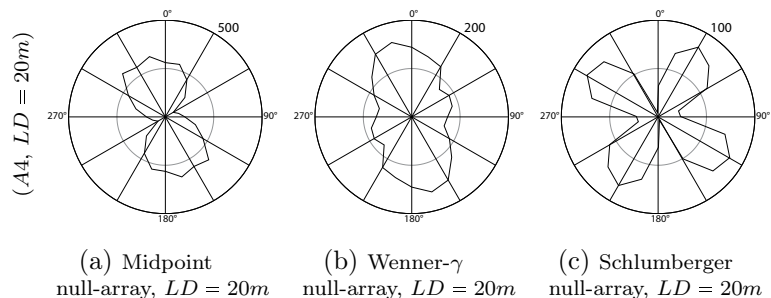 (A4, LD = 20m)
0°
500
270°
90°
180°
0°
200
270°
90°
180°
0°
100
270°
90°
180°
(a) Midpoint
null-array, LD = 20m
(b) Wenner-γ
null-array, LD = 20m
(c) Schlumberger
null-array, LD = 20m